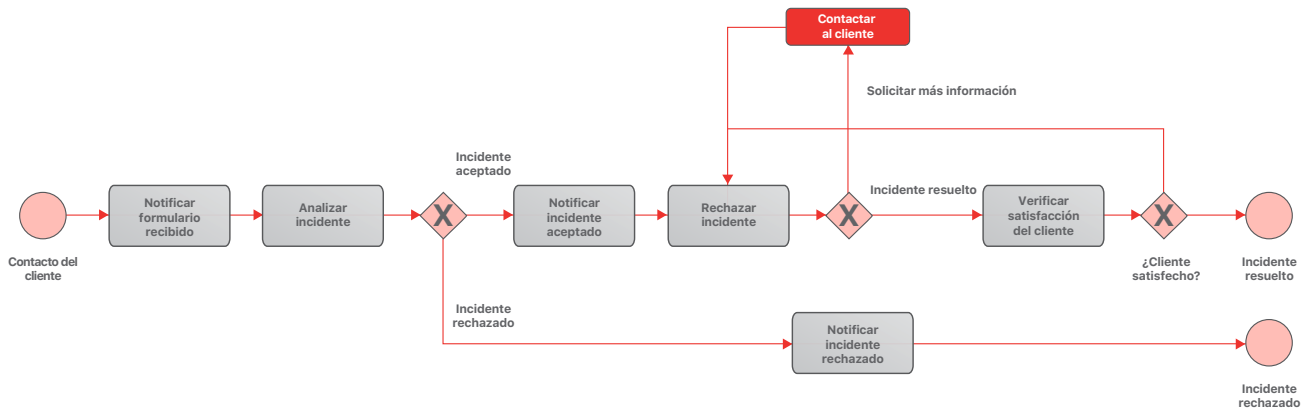 Contactar
al cliente
Solicitar más información
Incidente
aceptado
Incidente resuelto
Notificar
formulario
recibido
Analizar
incidente
X
Notificar
incidente
aceptado
Rechazar
incidente
X
Verificar
satisfacción
del cliente
X
Contacto del
cliente
¿Cliente
satisfecho?
Incidente
resuelto
Incidente
rechazado
Notificar
incidente
rechazado
Incidente
rechazado